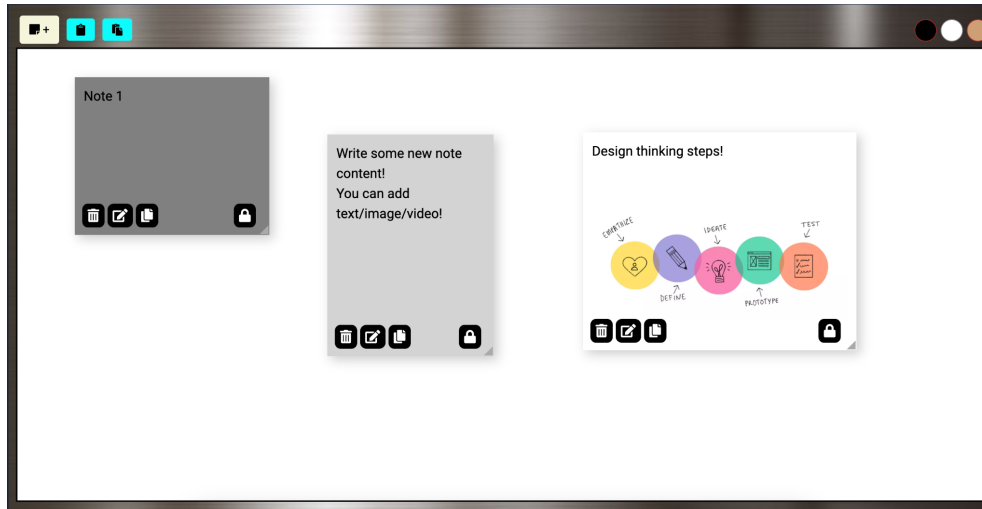 Note 1
Write some new note
content!
You can add
text/image/video!
Design thinking steps!
EMPATHIZE
IDEATE
TEST
DEFINE
PROTOTYPE